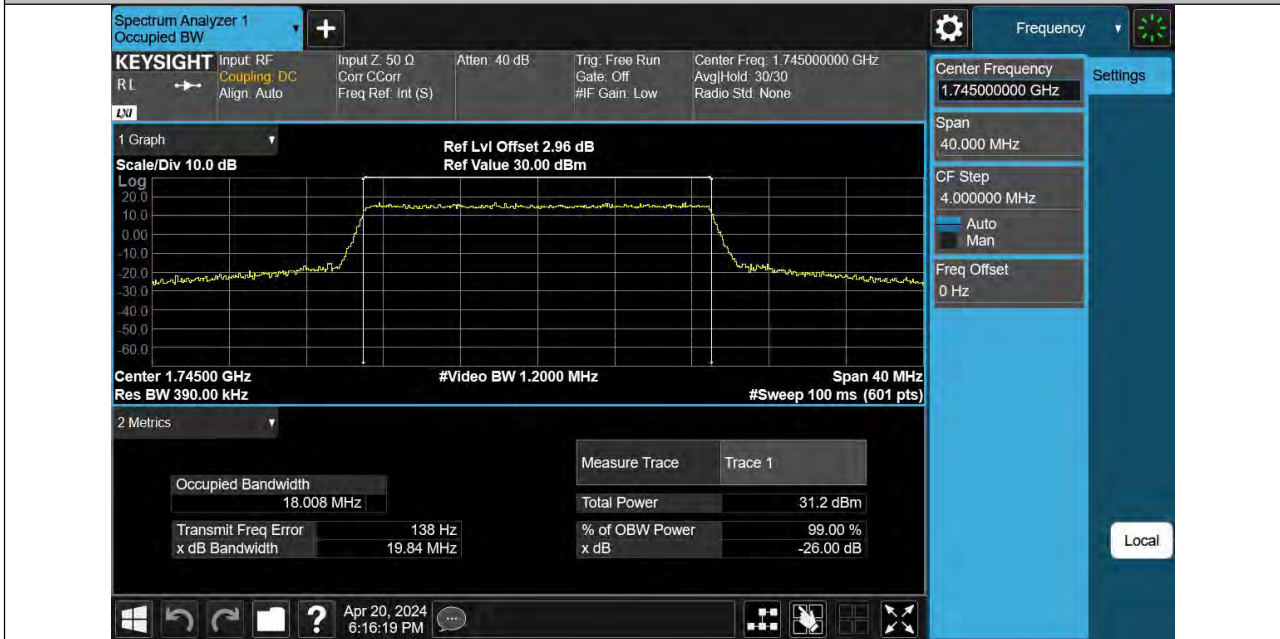 Spectrum Analyzer 1
Occupied BW
Frequency
KEYSIGHT
RL
LXI
Input: RF
Coupling: DC
Align: Auto
Input Z: 50 Ω
Corr CCorr
Freq Ref: Int (S)
Atten: 40 dB
Trig: Free Run
Gate: Off
#IF Gain: Low
Center Freq: 1.745000000 GHz
Avg|Hold: 30/30
Radio Std: None
Center Frequency
1.745000000 GHz
Settings
Span
40.000 MHz
CF Step
4.000000 MHz
Auto
Man
Freq Offset
0 Hz
Local
1 Graph
Scale/Div 10.0 dB
Ref Lvl Offset 2.96 dB
Ref Value 30.00 dBm
Log
20.0
10.0
0.00
-10.0
-20.0
-30.0
-40.0
-50.0
-60.0
Center 1.74500 GHz
#Video BW 1.2000 MHz
Span 40 MHz
Res BW 390.00 kHz
#Sweep 100 ms (601 pts)
2 Metrics
Measure Trace Trace 1
Occupied Bandwidth
18.008 MHz
Total Power 31.2 dBm
Transmit Freq Error 138 Hz
% of OBW Power 99.00 %
x dB Bandwidth 19.84 MHz
x dB -26.00 dB
Apr 20, 2024
6:16:19 PM